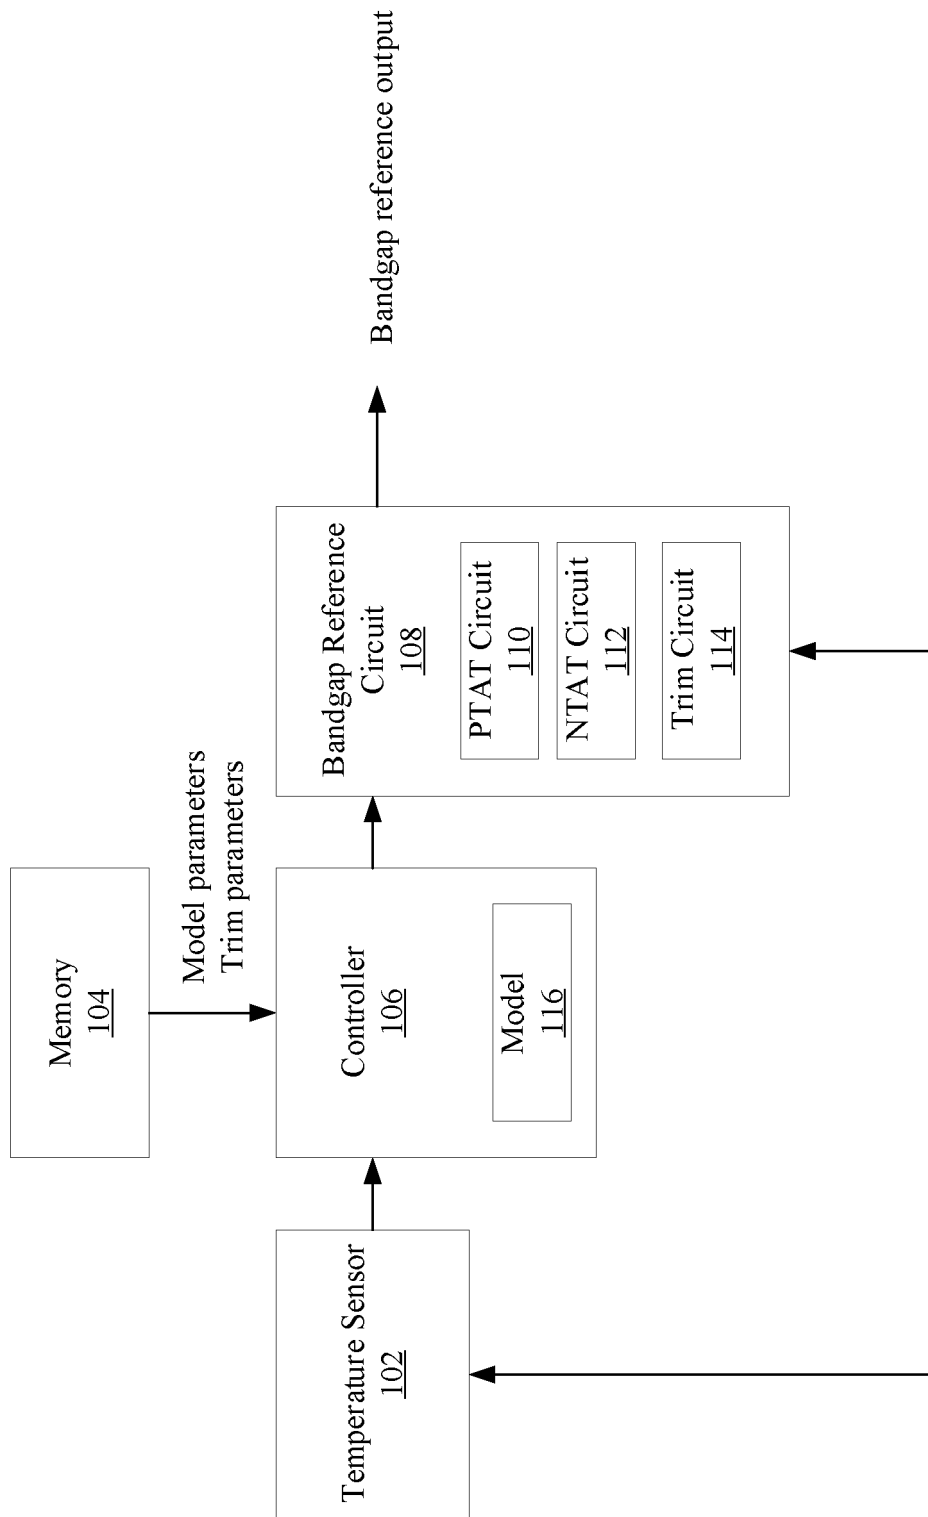 Memory
104
Model parameters
Trim parameters
Temperature Sensor
102
Controller
106
Model
116
Bandgap Reference
Circuit
108
PTAT Circuit
110
NTAT Circuit
112
Trim Circuit
114
Bandgap reference output